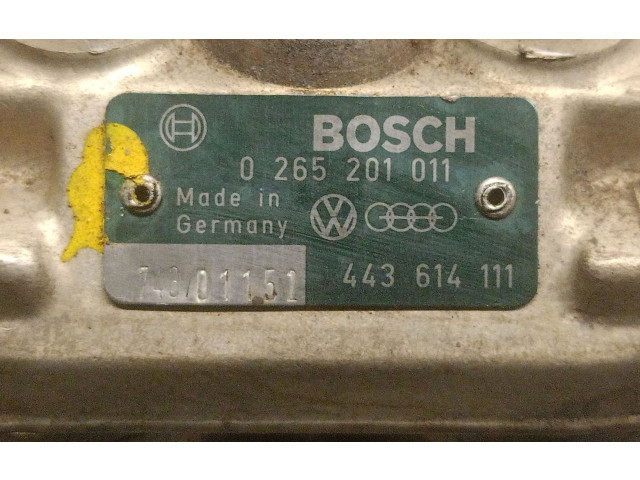 BOSCH
0 265 201 011
Made in
Germany
443 614 111